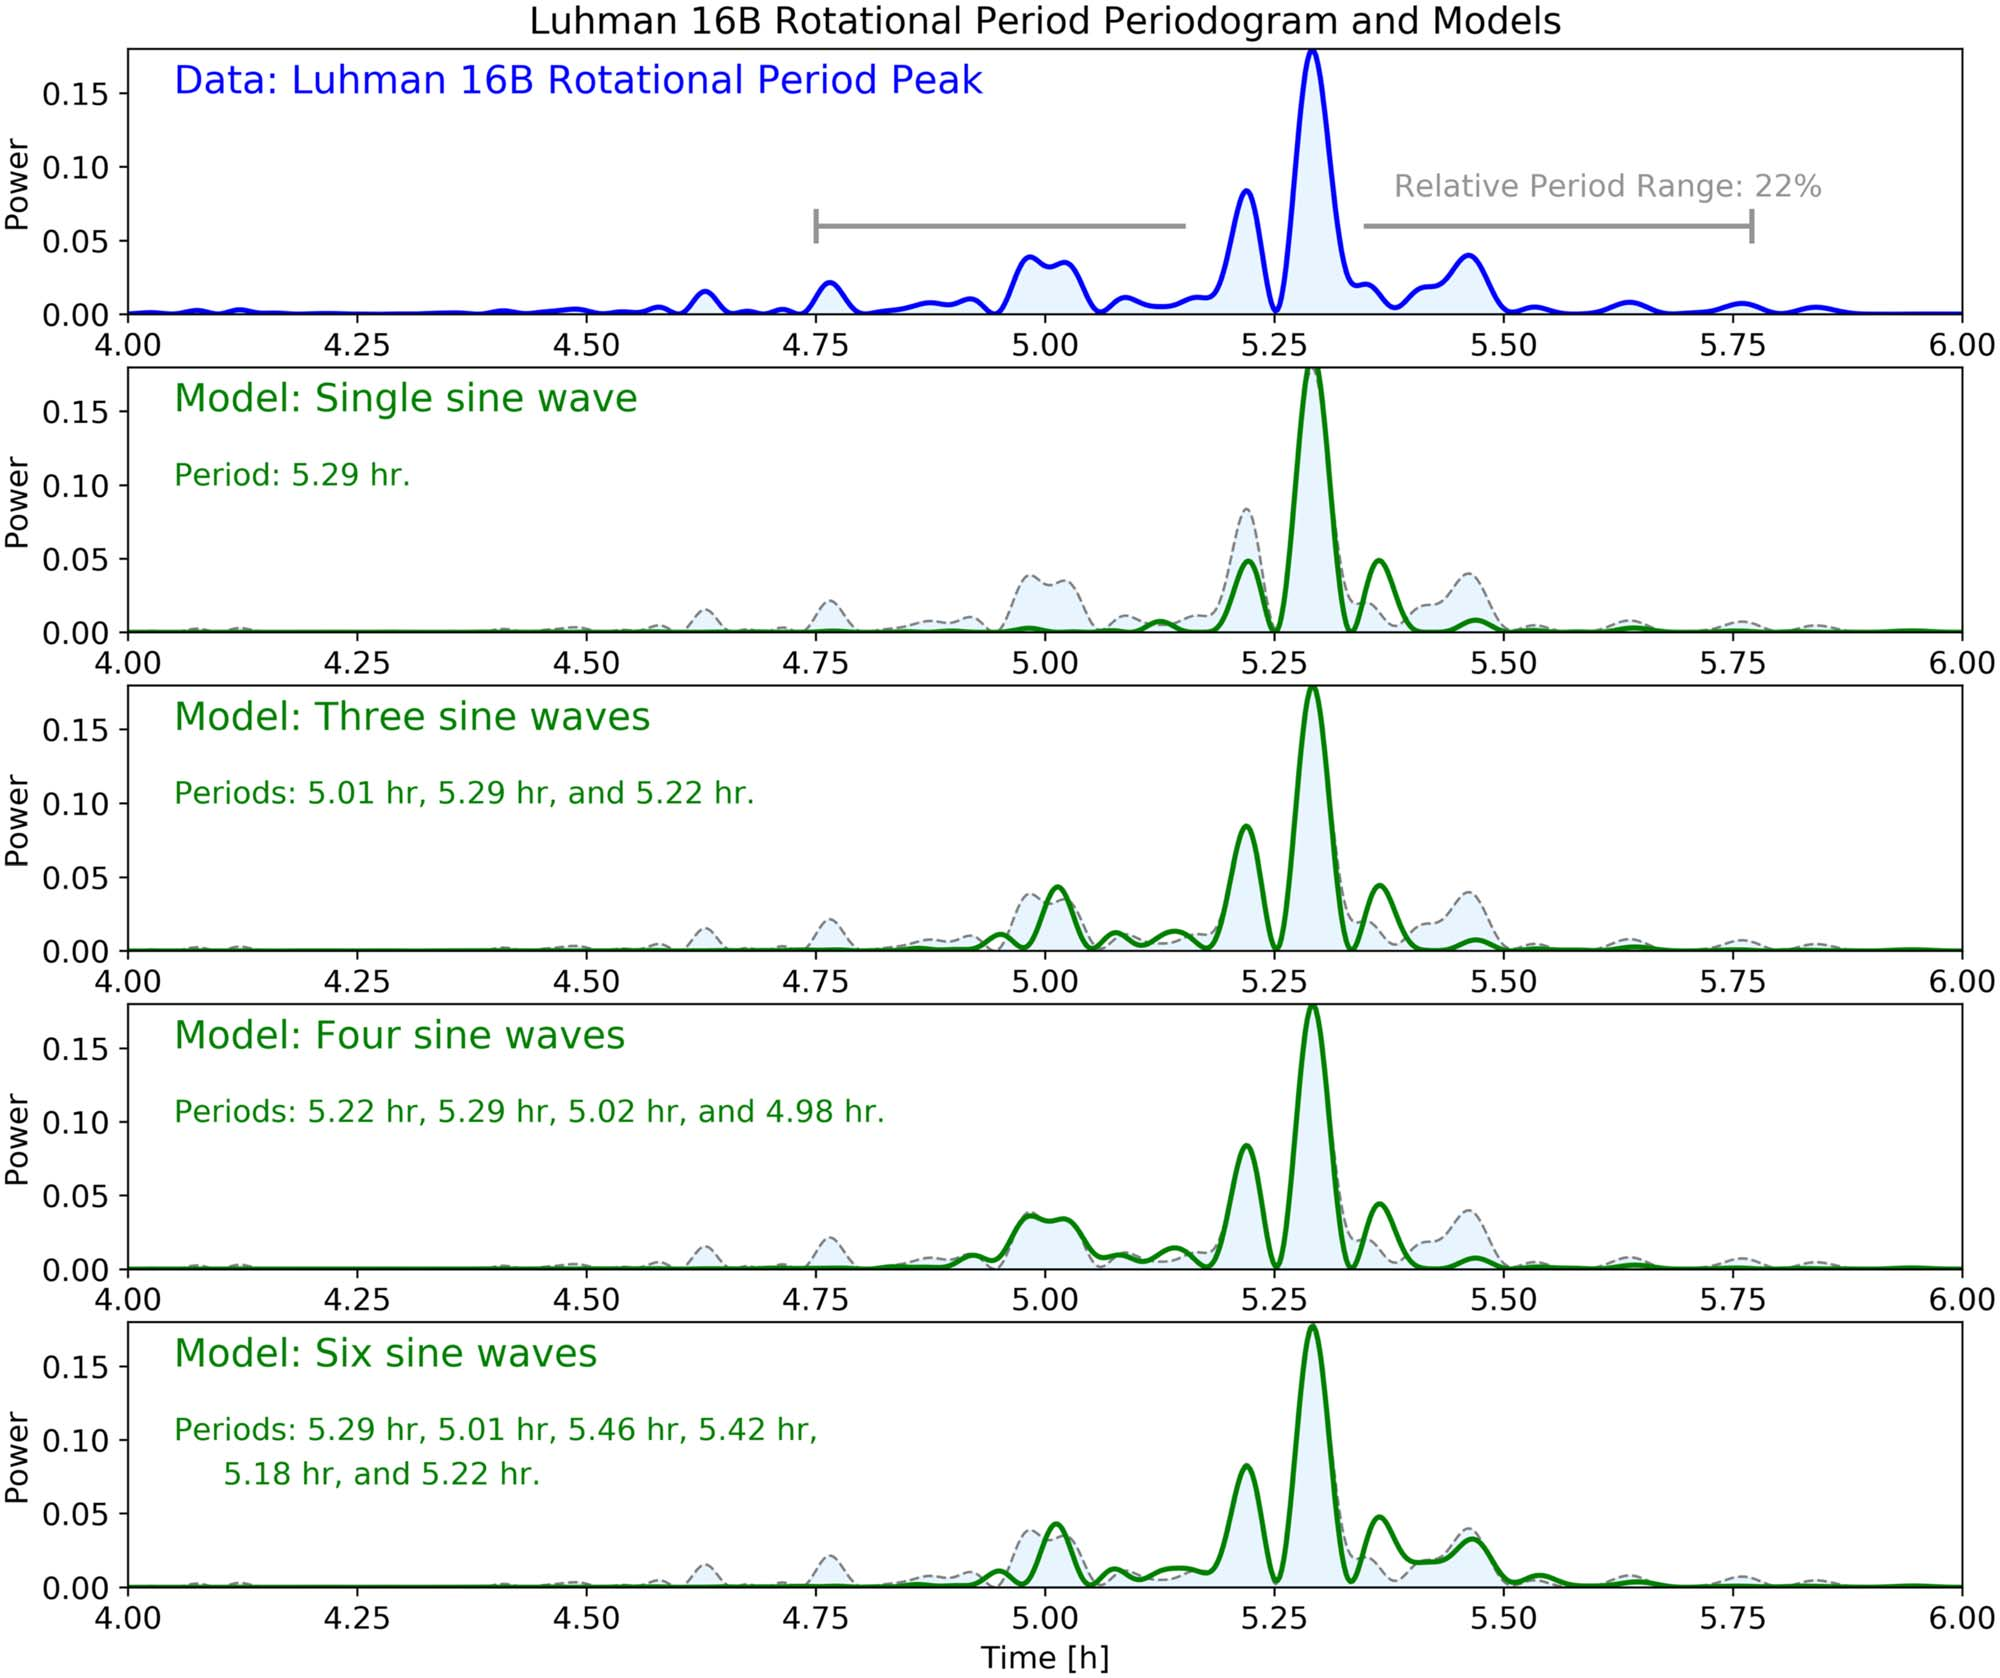 Luhman 16B Rotational Period Periodogram and Models
Data: Luhman 16B Rotational Period Peak
Relative Period Range: 22%
Power
0.15
0.10
0.05
0.00
4.00 4.25 4.50 4.75 5.00 5.25 5.50 5.75 6.00
Model: Single sine wave
Period: 5.29 hr.
Power
0.15
0.10
0.05
0.00
4.00 4.25 4.50 4.75 5.00 5.25 5.50 5.75 6.00
Model: Three sine waves
Periods: 5.01 hr, 5.29 hr, and 5.22 hr.
Power
0.15
0.10
0.05
0.00
4.00 4.25 4.50 4.75 5.00 5.25 5.50 5.75 6.00
Model: Four sine waves
Periods: 5.22 hr, 5.29 hr, 5.02 hr, and 4.98 hr.
Power
0.15
0.10
0.05
0.00
4.00 4.25 4.50 4.75 5.00 5.25 5.50 5.75 6.00
Model: Six sine waves
Periods: 5.29 hr, 5.01 hr, 5.46 hr, 5.42 hr,
5.18 hr, and 5.22 hr.
Power
0.15
0.10
0.05
0.00
4.00 4.25 4.50 4.75 5.00 5.25 5.50 5.75 6.00
Time [h]